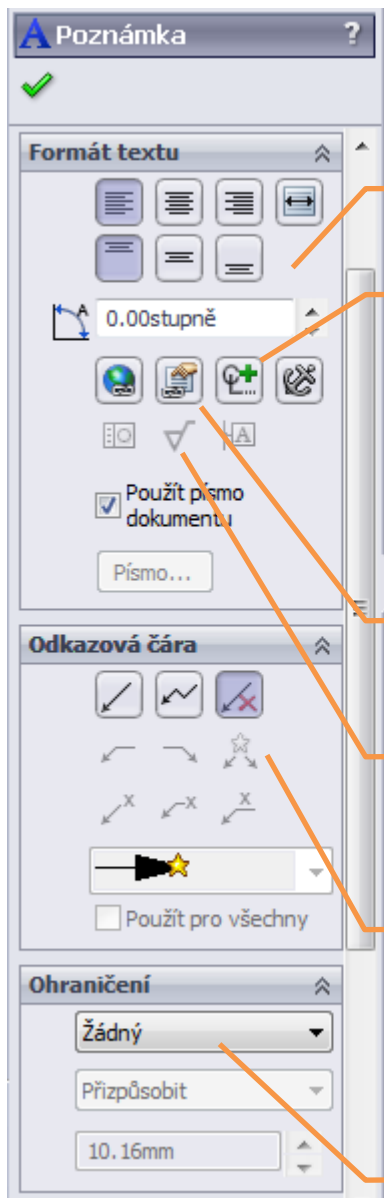 A Poznámka ?
Formát textu
A
0.00stupně
A
Použít písmo
dokumentu
Písmo...
Odkazová čára
x x x
Použít pro všechny
Ohraničení
Žádný
Přizpůsobit
10.16mm